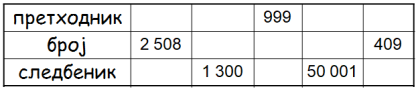 претходник 999
број 2 508 409
следбеник 1 300 50 001